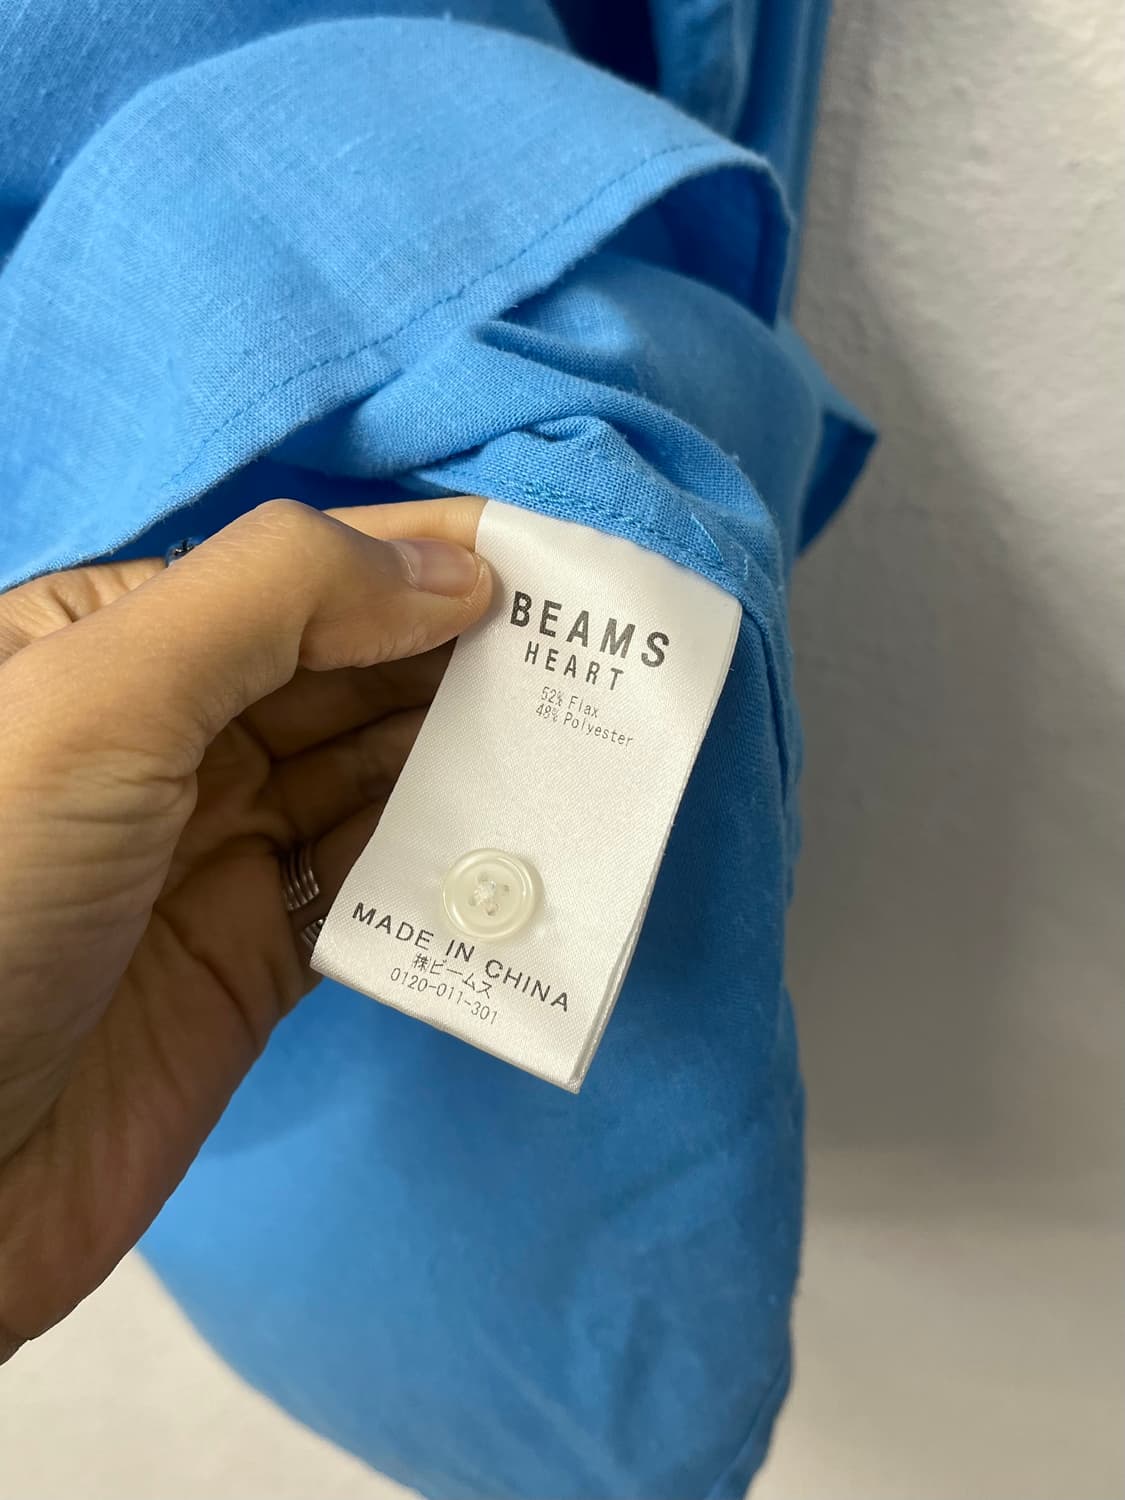 BEAMS
HEART
52% Flax
48% Polyester
MADE IN CHINA
㈱ビームス
0120-011-301